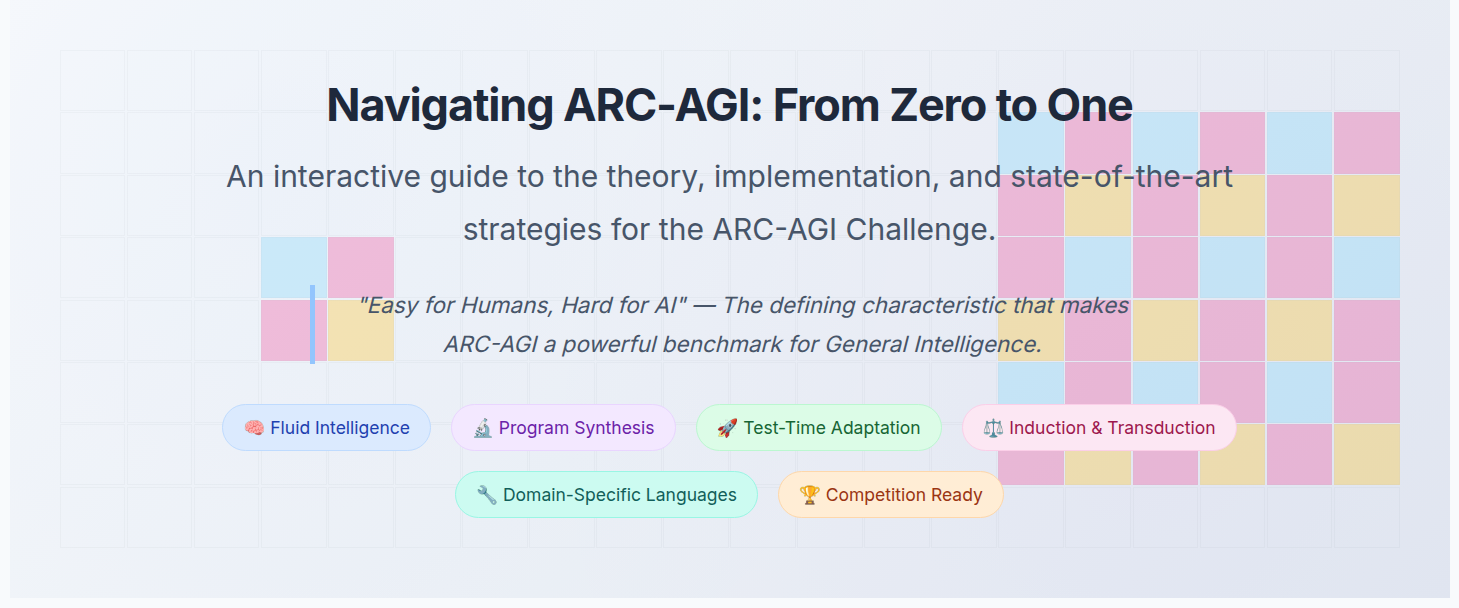 Navigating ARC-AGI: From Zero to One
An interactive guide to the theory, implementation, and state-of-the-art
strategies for the ARC-AGI Challenge.
"Easy for Humans, Hard for AI" — The defining characteristic that makes
ARC-AGI a powerful benchmark for General Intelligence.
🧠 Fluid Intelligence
🔬 Program Synthesis
🚀 Test-Time Adaptation
⚖️ Induction & Transduction
🔧 Domain-Specific Languages
🏆 Competition Ready